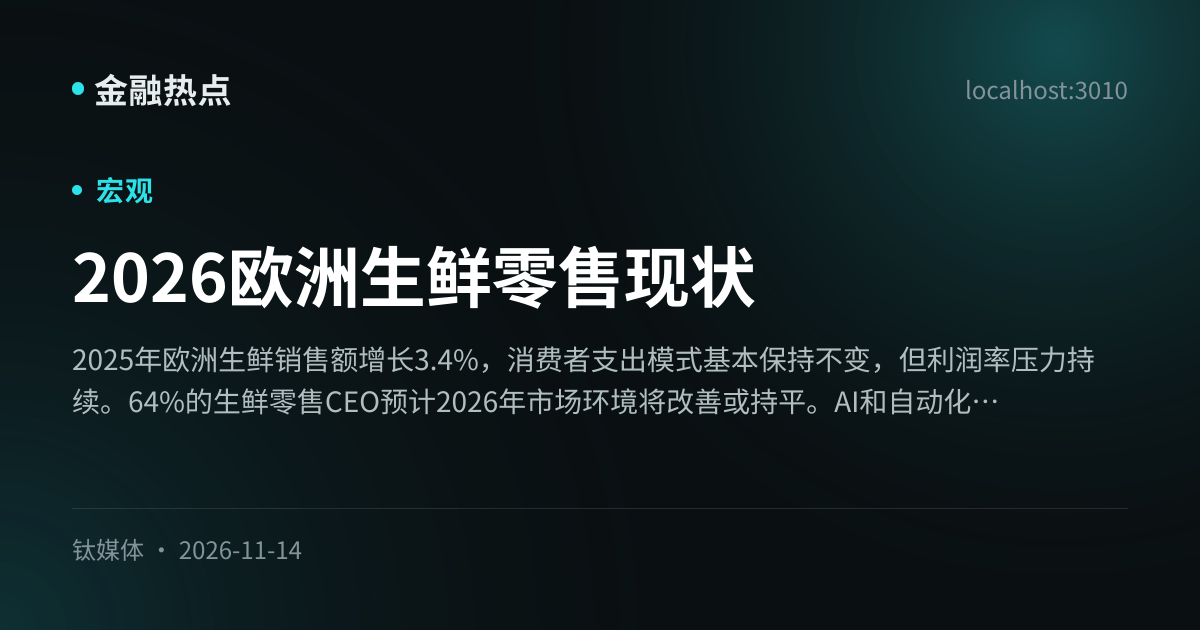 金融热点
localhost:3010
宏观
2026欧洲生鲜零售现状
2025年欧洲生鲜销售额增长3.4%，消费者支出模式基本保持不变，但利润率压力持
续。64%的生鲜零售CEO预计2026年市场环境将改善或持平。AI和自动化…
钛媒体 · 2026-11-14